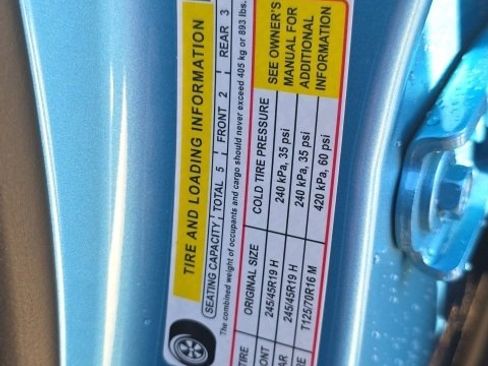 TIRE AND LOADING INFORMATION
SEATING CAPACITY TOTAL 5 FRONT 2 REAR 3
The combined weight of occupants and cargo should never exceed 405 kg or 893 lbs.
TIRE ORIGINAL SIZE COLD TIRE PRESSURE SEE OWNER'S
MANUAL FOR
ADDITIONAL
INFORMATION
ONT 245/45R19 H 240 kPa, 35 psi
AR 245/45R19 H 240 kPa, 35 psi
RE T125/70R16 M 420 kPa, 60 psi